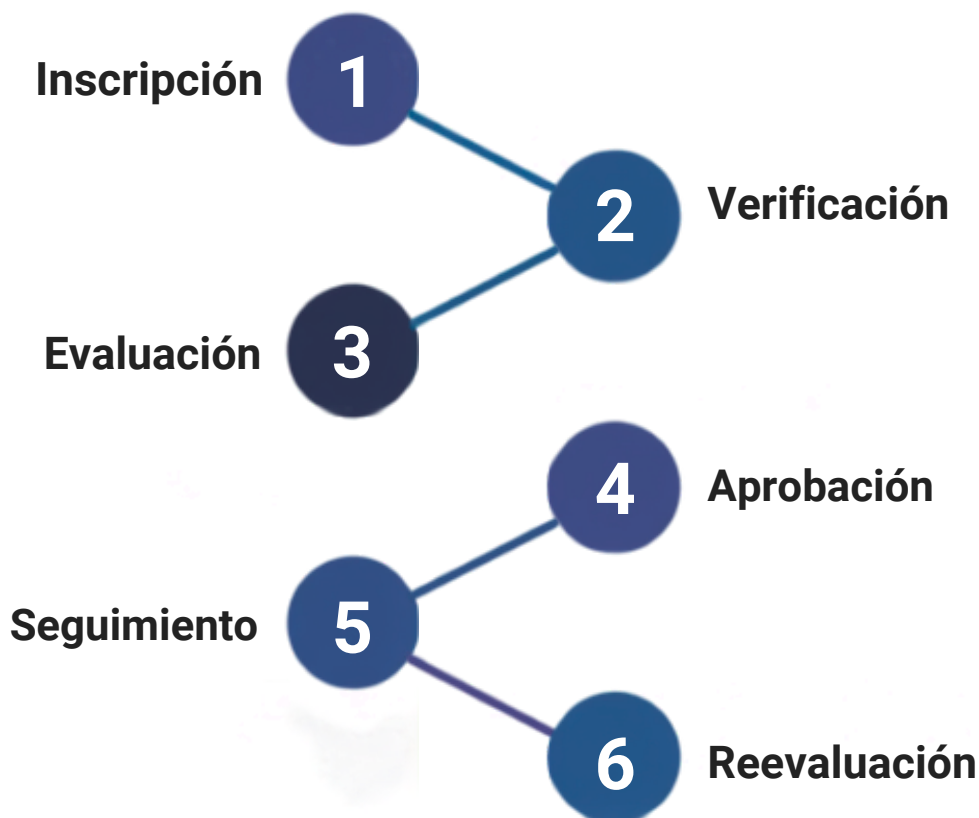 Inscripción
1
2
Verificación
Evaluación
3
4
Aprobación
Seguimiento
5
6
Reevaluación